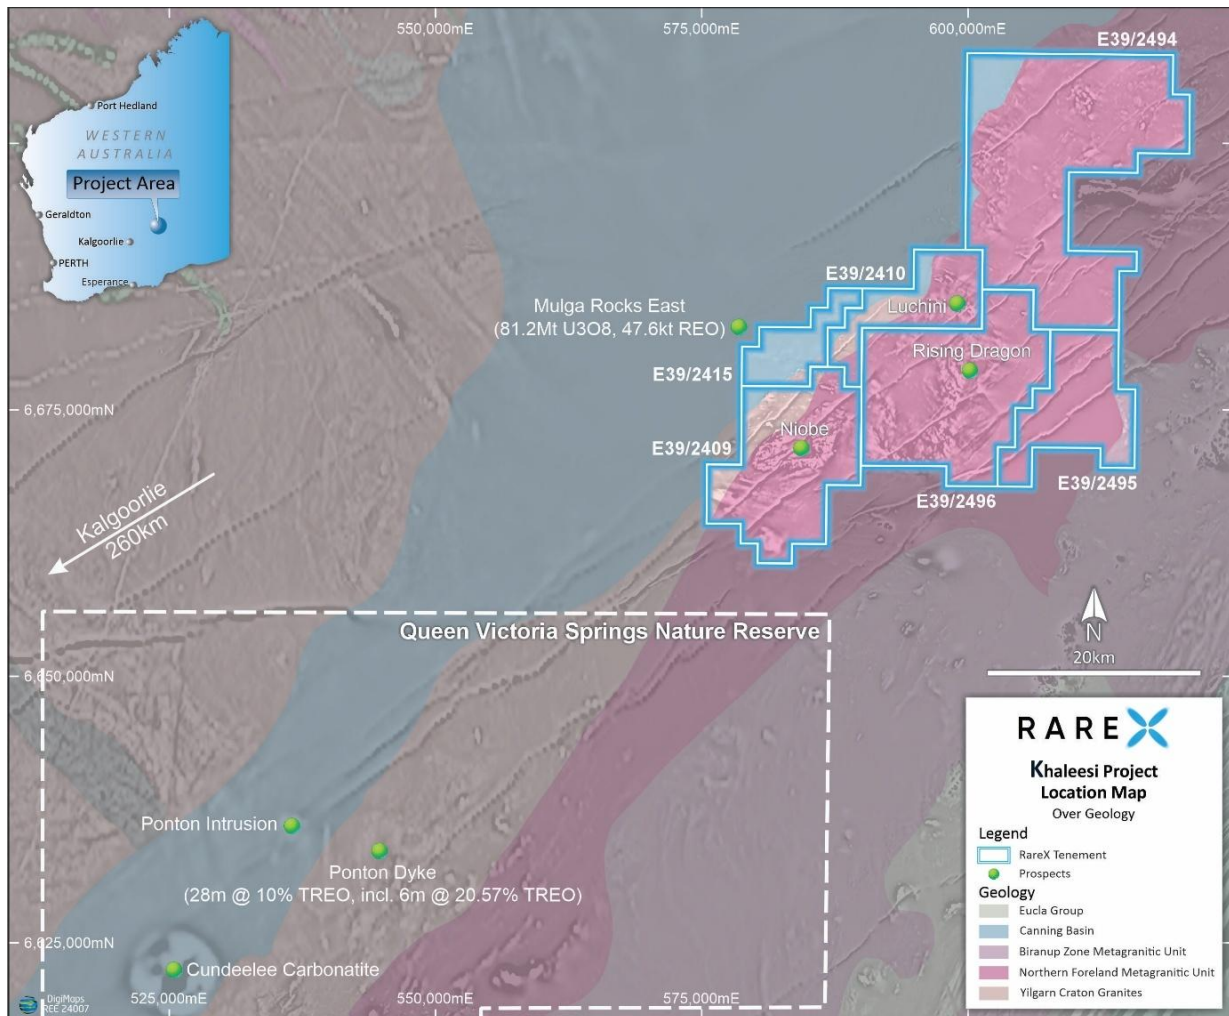 550,000mE
575,000mE
600,000mE
E39/2494
Port Hedland
WESTERN
AUSTRALIA
Project Area
Geraldton
Kalgoorlie
PERTH
Esperance
E39/2410
Mulga Rocks East
(81.2Mt U3O8, 47.6kt REO)
Luchini
Rising Dragon
E39/2415
6,675,000mN
Niobe
E39/2409
E39/2495
E39/2496
Kalgoorlie
260km
Queen Victoria Springs Nature Reserve
N
20km
6,650,000mN
RAREX
Khaleesi Project
Location Map
Over Geology
Legend
RareX Tenement
Prospects
Geology
Eucla Group
Canning Basin
Biranup Zone Metagranitic Unit
Northern Foreland Metagranitic Unit
Yilgarn Craton Granites
Ponton Intrusion
Ponton Dyke
(28m @ 10% TREO, incl. 6m @ 20.57% TREO)
6,625,000mN
Cundeelee Carbonatite
DigiMaps
REE 24007
525,000mE
550,000mE
575,000mE